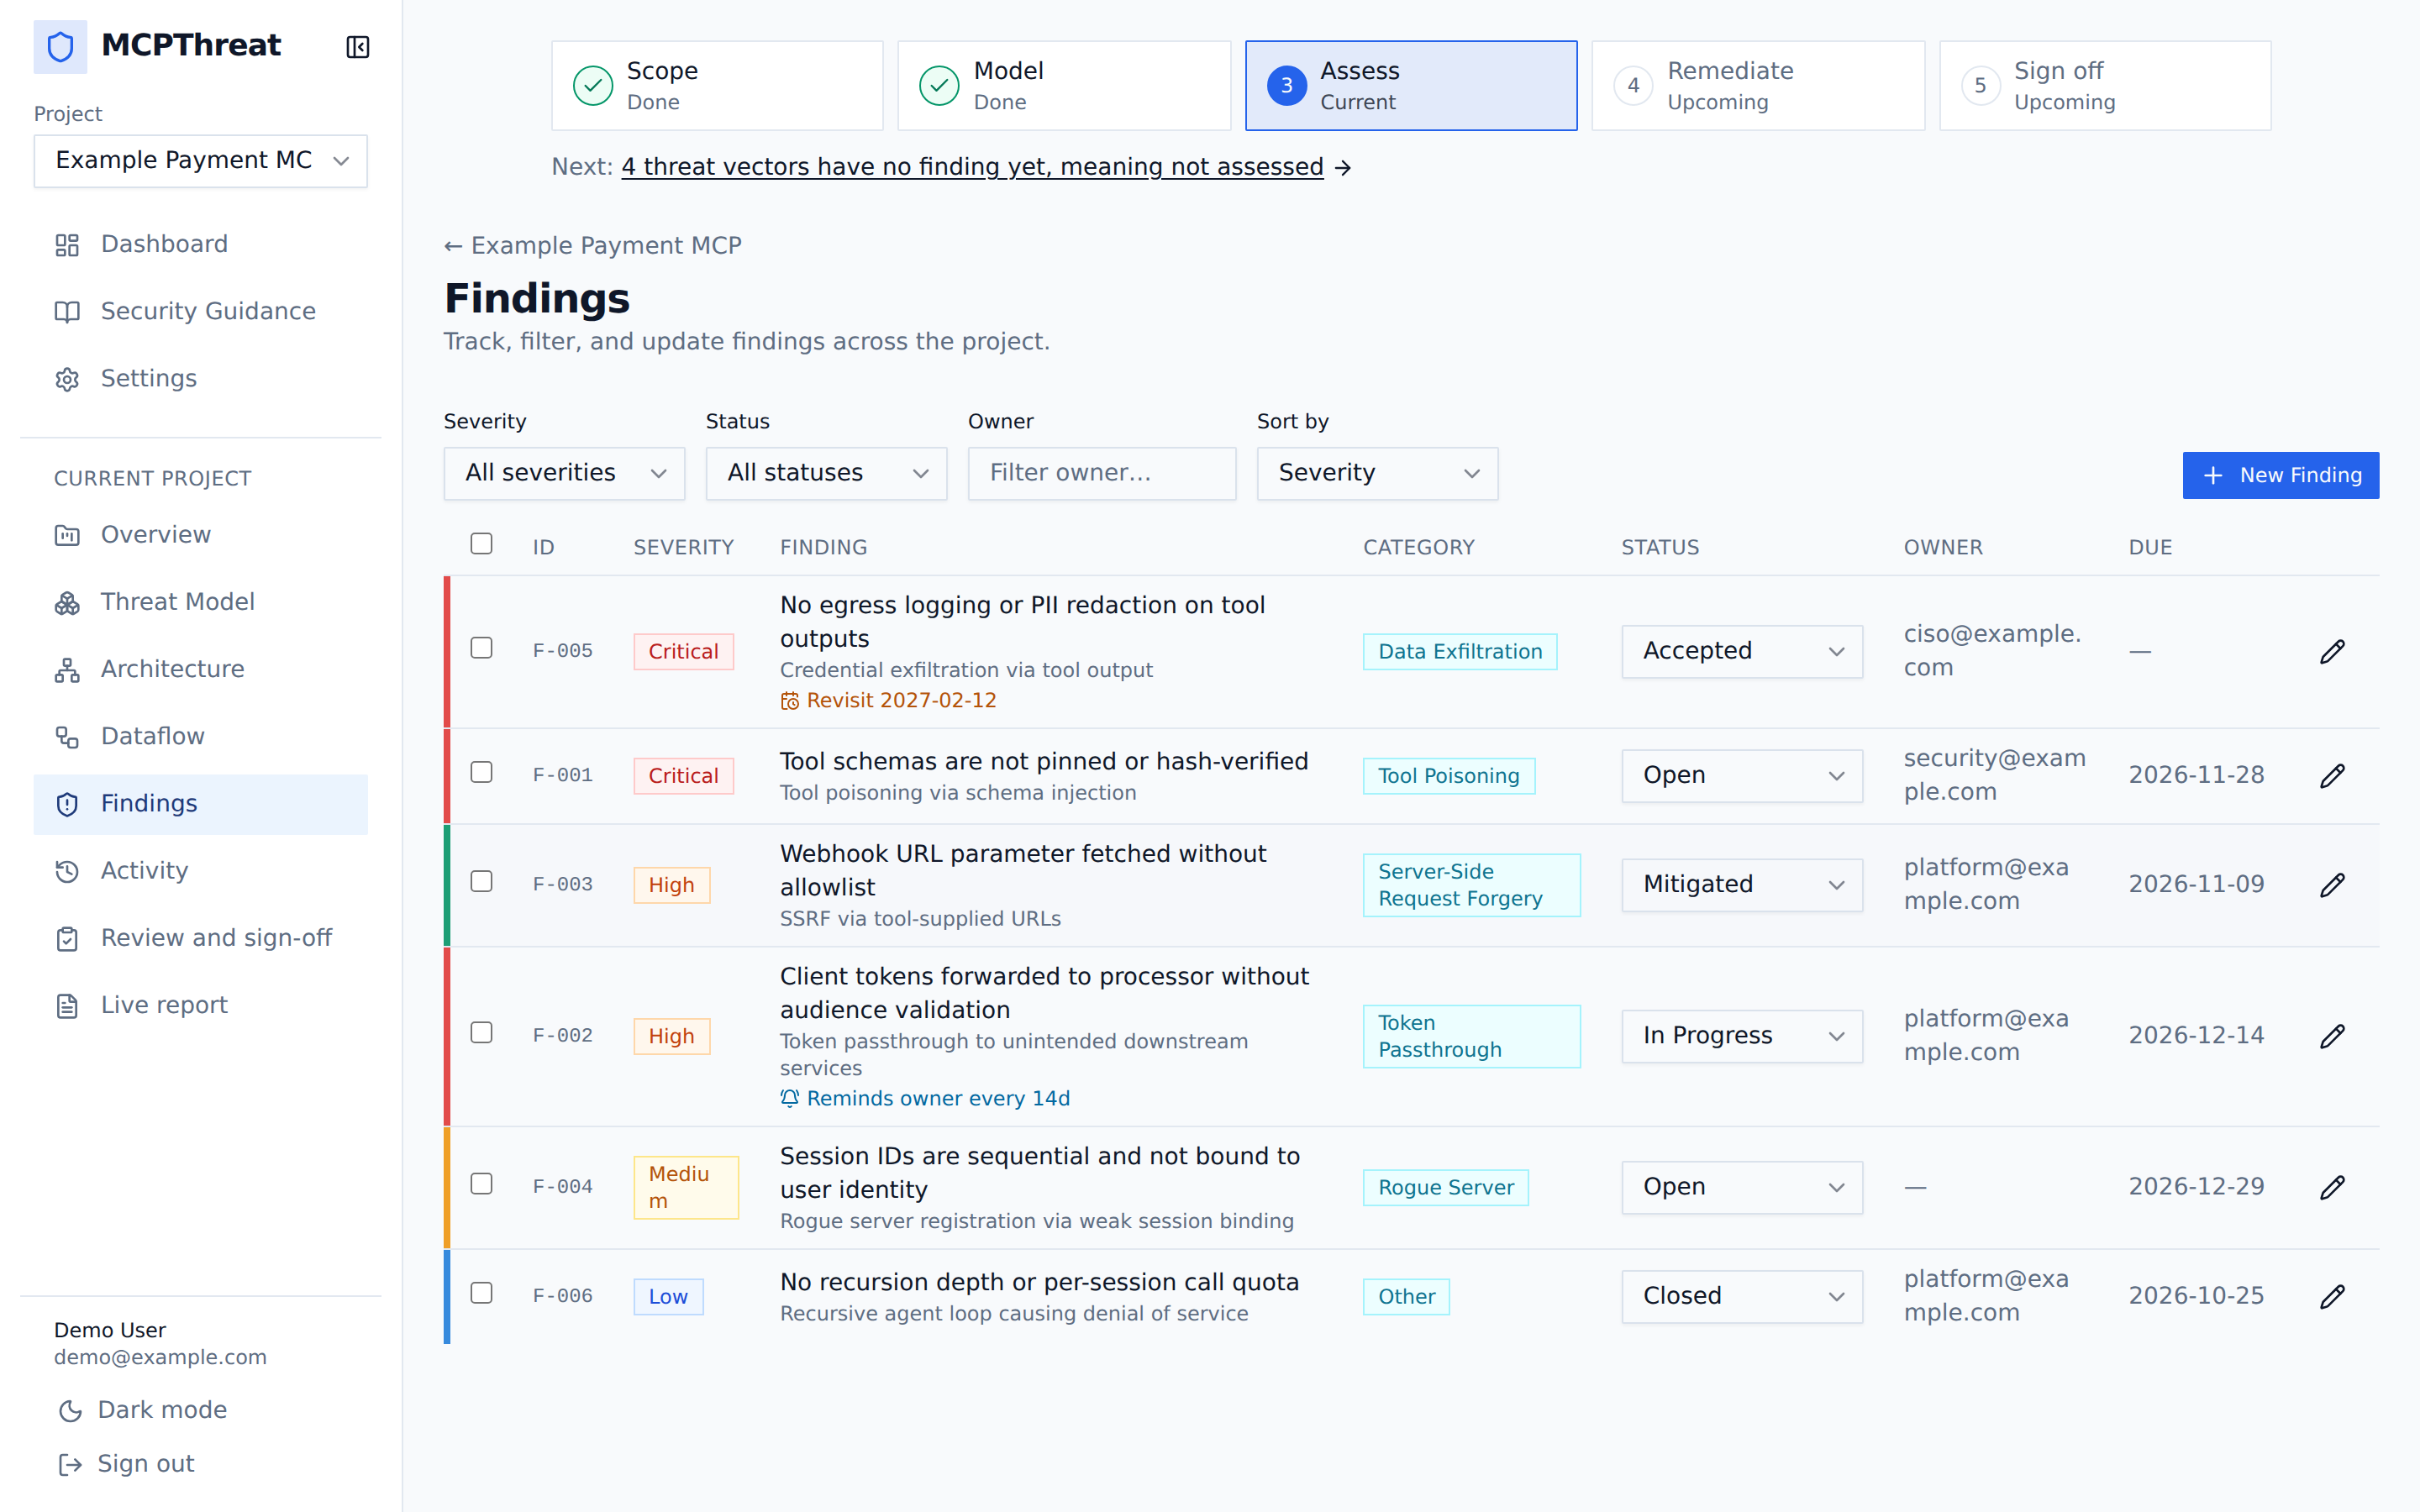 MCPThreat
Project
Example Payment MC
Dashboard
Security Guidance
Settings
CURRENT PROJECT
Overview
Threat Model
Architecture
Dataflow
Findings
Activity
Review and sign-off
Live report
Demo User
demo@example.com
Dark mode
Sign out
Scope
Done
Model
Done
3
Assess
Current
4
Remediate
Upcoming
5
Sign off
Upcoming
Next: 4 threat vectors have no finding yet, meaning not assessed →
← Example Payment MCP
Findings
Track, filter, and update findings across the project.
Severity
All severities
Status
All statuses
Owner
Filter owner...
Sort by
Severity
New Finding
ID SEVERITY FINDING CATEGORY STATUS OWNER DUE
F-005
Critical
No egress logging or PII redaction on tool
outputs
Credential exfiltration via tool output
Revisit 2027-02-12
Data Exfiltration
Accepted
ciso@example.
com
—
F-001
Critical
Tool schemas are not pinned or hash-verified
Tool poisoning via schema injection
Tool Poisoning
Open
security@exam
ple.com
2026-11-28
F-003
High
Webhook URL parameter fetched without
allowlist
SSRF via tool-supplied URLs
Server-Side
Request Forgery
Mitigated
platform@exa
mple.com
2026-11-09
F-002
High
Client tokens forwarded to processor without
audience validation
Token passthrough to unintended downstream
services
Reminds owner every 14d
Token
Passthrough
In Progress
platform@exa
mple.com
2026-12-14
F-004
Mediu
m
Session IDs are sequential and not bound to
user identity
Rogue server registration via weak session binding
Rogue Server
Open
—
2026-12-29
F-006
Low
No recursion depth or per-session call quota
Recursive agent loop causing denial of service
Other
Closed
platform@exa
mple.com
2026-10-25